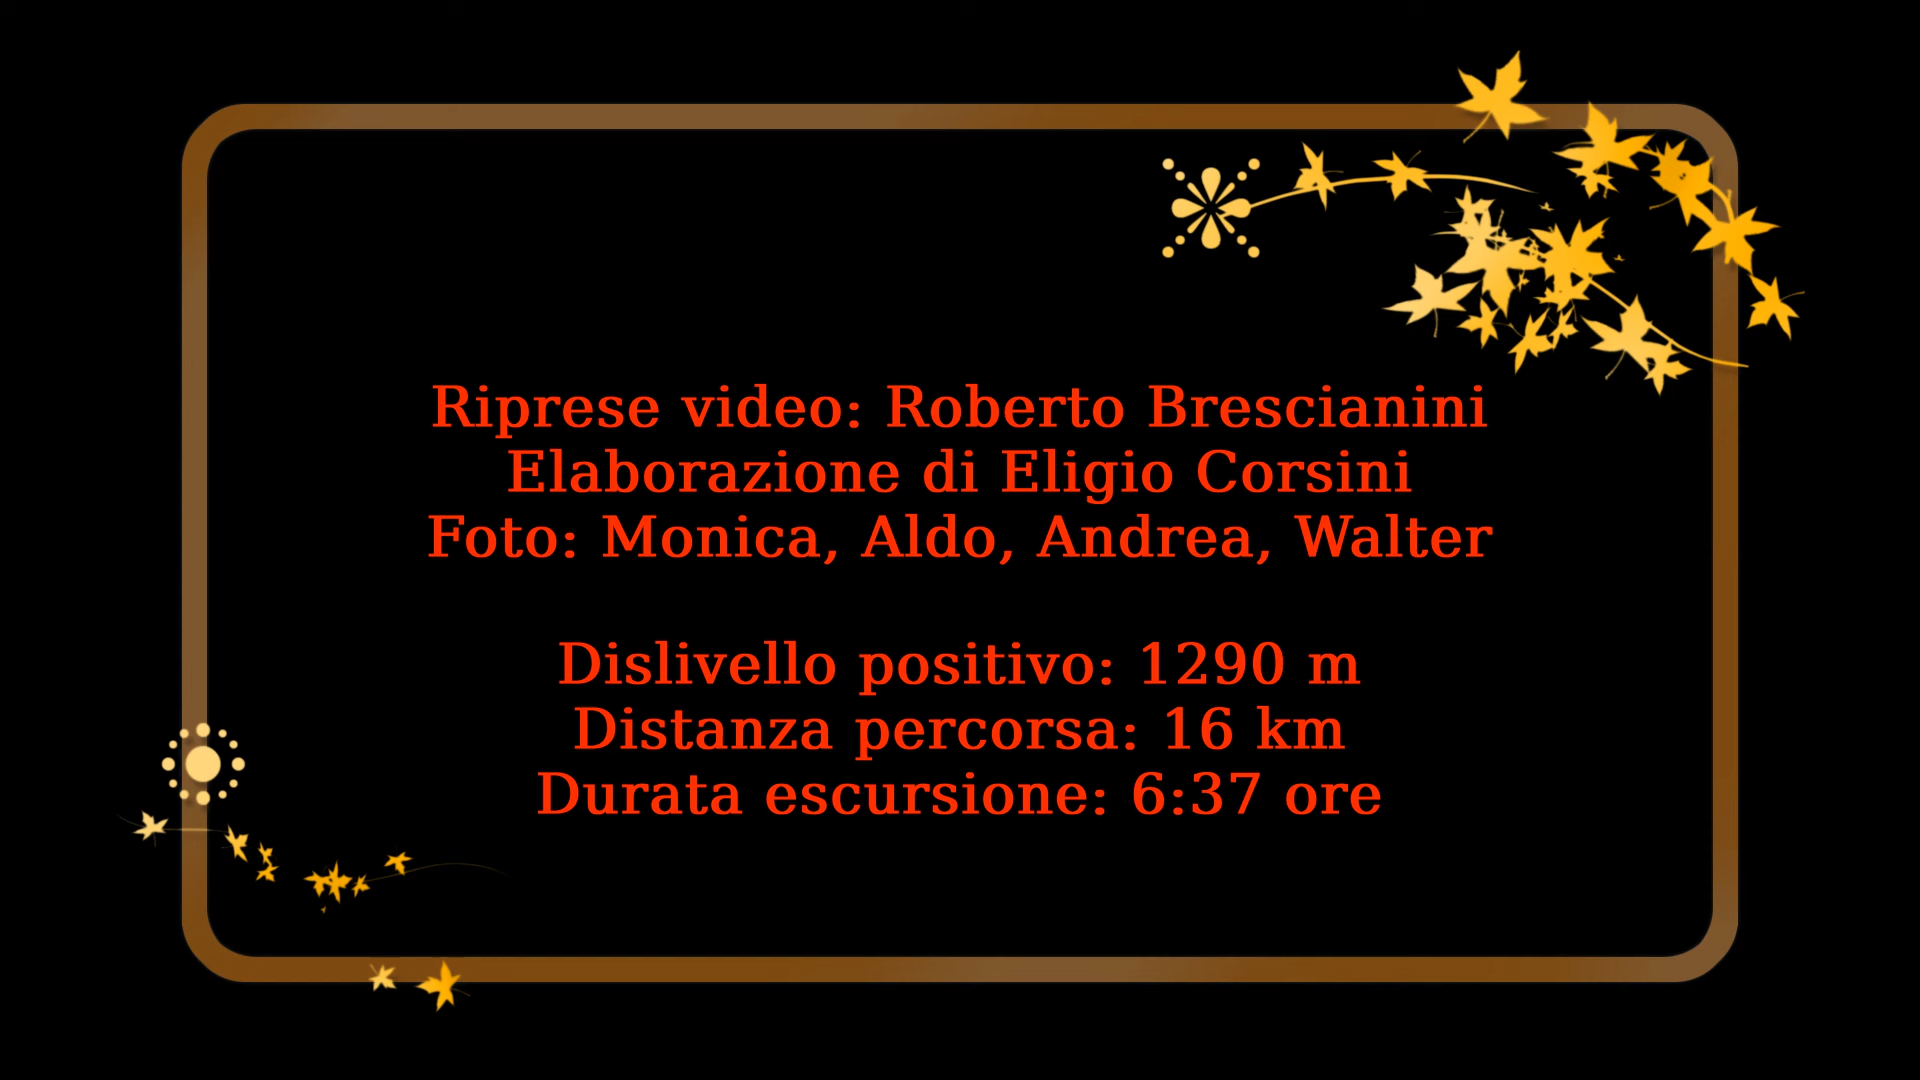 Riprese video: Roberto Brescianini
Elaborazione di Eligio Corsini
Foto: Monica, Aldo, Andrea, Walter
Dislivello positivo: 1290 m
Distanza percorsa: 16 km
Durata escursione: 6:37 ore